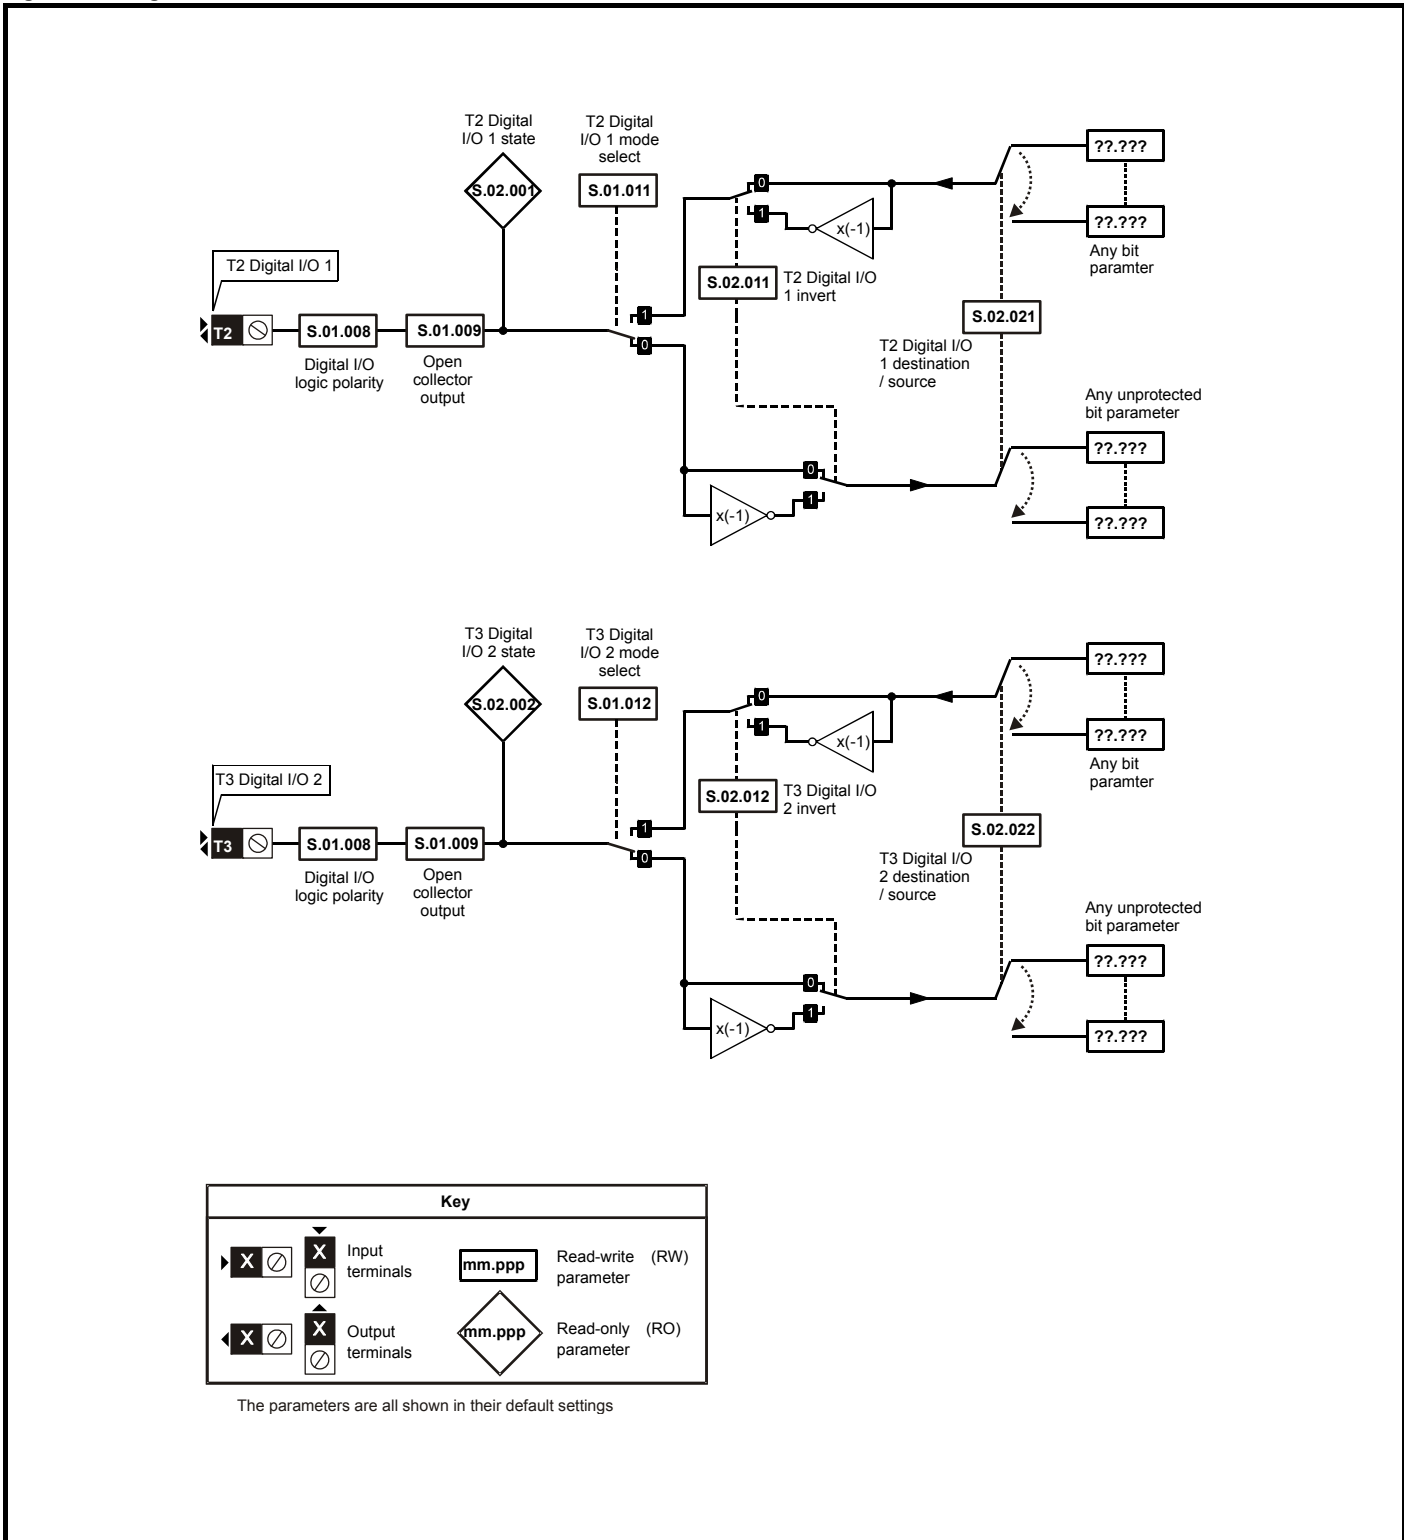 T2 Digital
I/O 1 state
T2 Digital
I/O 1 mode
select
S.02.001
S.01.011
0
1
x(-1)
??.???
??.???
Any bit
paramter
T2 Digital I/O 1
S.02.011
T2 Digital I/O
1 invert
T2
S.01.008
S.01.009
1
0
Digital I/O
logic polarity
Open
collector
output
S.02.021
T2 Digital I/O
1 destination
/ source
Any unprotected
bit parameter
??.???
??.???
0
1
x(-1)
T3 Digital
I/O 2 state
T3 Digital
I/O 2 mode
select
S.02.002
S.01.012
0
1
x(-1)
??.???
??.???
Any bit
paramter
T3 Digital I/O 2
S.02.012
T3 Digital I/O
2 invert
T3
S.01.008
S.01.009
1
0
Digital I/O
logic polarity
Open
collector
output
S.02.022
T3 Digital I/O
2 destination
/ source
Any unprotected
bit parameter
??.???
??.???
0
1
x(-1)
Key
X
X
Input
terminals
mm.ppp
Read-write (RW)
parameter
X
X
Output
terminals
mm.ppp
Read-only (RO)
parameter
The parameters are all shown in their default settings